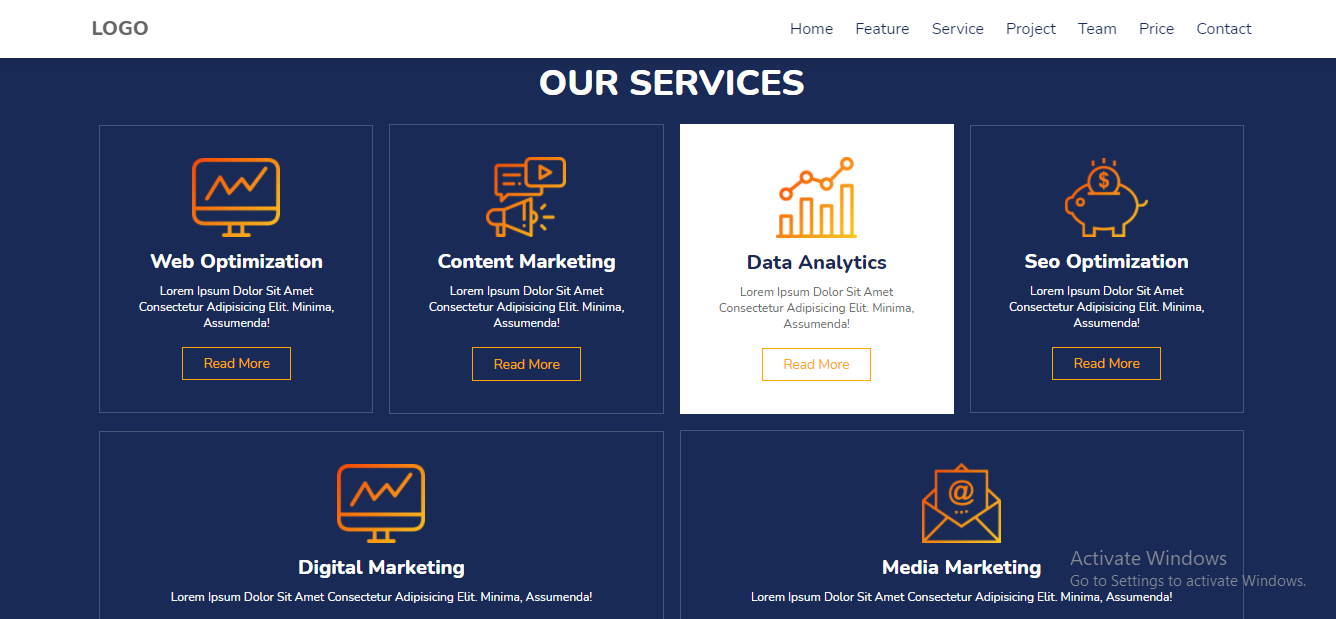 LOGO
Home Feature Service Project Team Price Contact
OUR SERVICES
$
Web Optimization
Lorem Ipsum Dolor Sit Amet
Consectetur Adipisicing Elit. Minima,
Assumenda!
Read More
Content Marketing
Lorem Ipsum Dolor Sit Amet
Consectetur Adipisicing Elit. Minima,
Assumenda!
Read More
Data Analytics
Lorem Ipsum Dolor Sit Amet
Consectetur Adipisicing Elit. Minima,
Assumenda!
Read More
Seo Optimization
Lorem Ipsum Dolor Sit Amet
Consectetur Adipisicing Elit. Minima,
Assumenda!
Read More
Digital Marketing
Lorem Ipsum Dolor Sit Amet Consectetur Adipisicing Elit. Minima, Assumenda!
@
Media Marketing
Lorem Ipsum Dolor Sit Amet Consectetur Adipisicing Elit. Minima, Assumenda!
Activate Windows
Go to Settings to activate Windows.